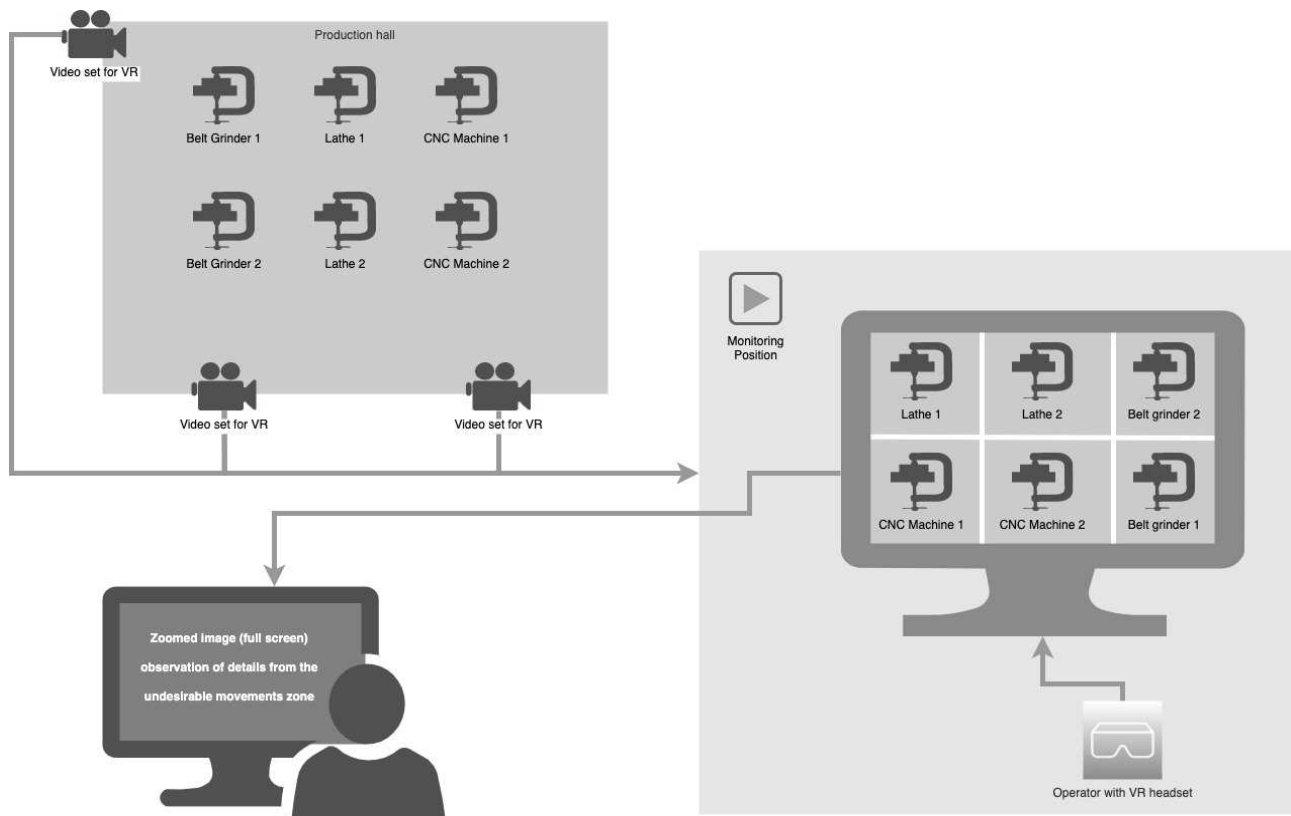 Production hall
Video set for VR
Belt Grinder 1
Lathe 1
CNC Machine 1
Belt Grinder 2
Lathe 2
CNC Machine 2
Video set for VR
Video set for VR
Monitoring
Position
Lathe 1
Lathe 2
Belt grinder 2
CNC Machine 1
CNC Machine 2
Belt grinder 1
Zoomed image (full screen)
observation of details from the
undesirable movements zone
Operator with VR headset